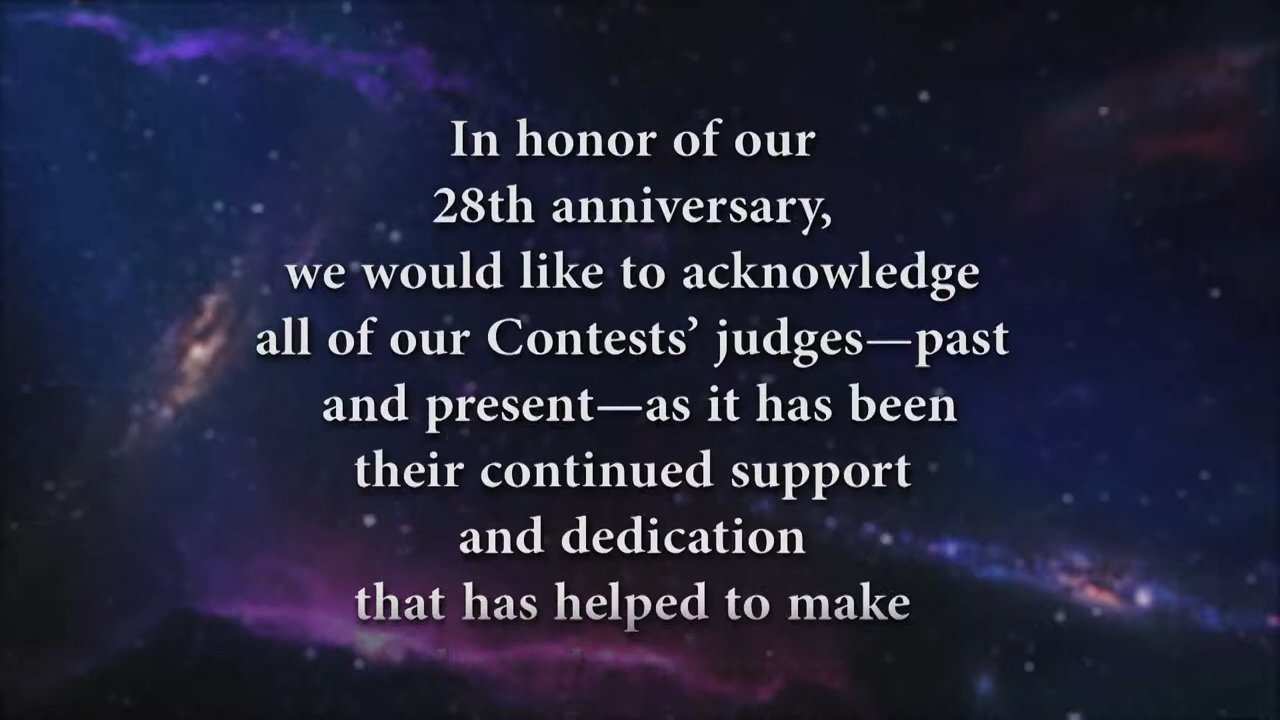 In honor of our
28th anniversary,
we would like to acknowledge
all of our Contests’ judges—past
and present—as it has been
their continued support
and dedication
that has helped to make